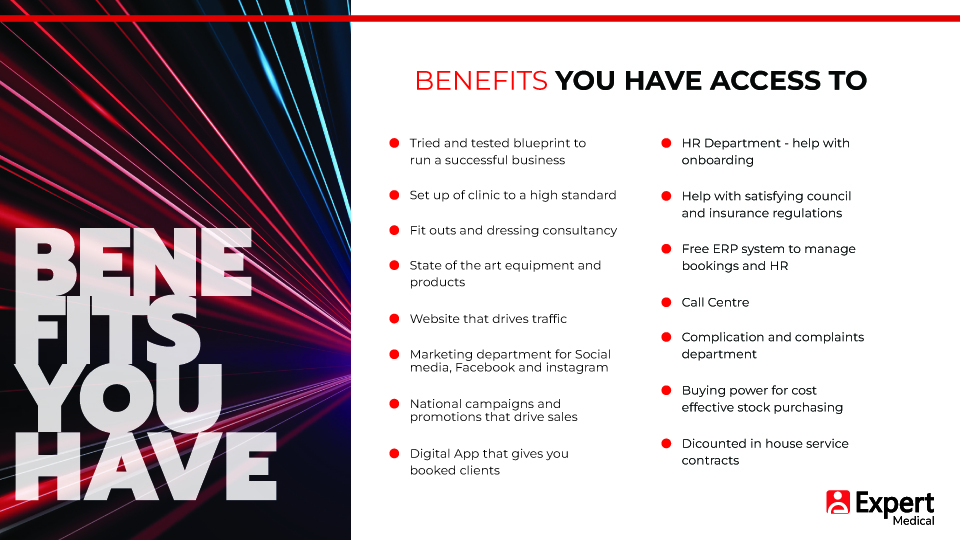 BENE
FITS
YOU
HAVE
BENEFITS YOU HAVE ACCESS TO
Tried and tested blueprint to
run a successful business
Set up of clinic to a high standard
Fit outs and dressing consultancy
State of the art equipment and
products
Website that drives traffic
Marketing department for Social
media, Facebook and instagram
National campaigns and
promotions that drive sales
Digital App that gives you
booked clients
HR Department - help with
onboarding
Help with satisfying council
and insurance regulations
Free ERP system to manage
bookings and HR
Call Centre
Complication and complaints
department
Buying power for cost
effective stock purchasing
Dicounted in house service
contracts
Expert
Medical